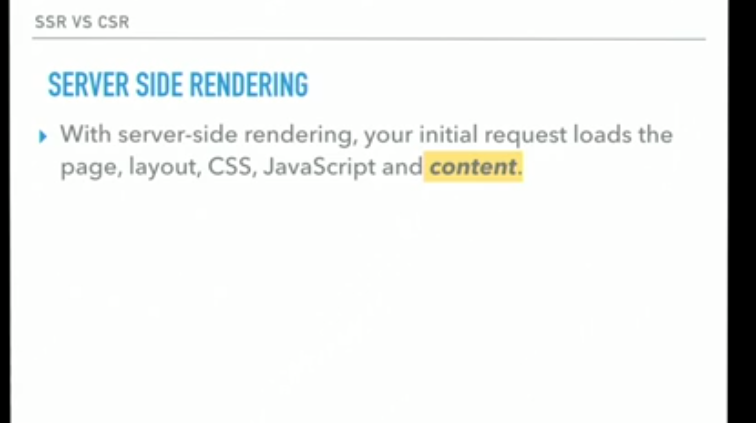 SSR VS CSR
SERVER SIDE RENDERING
With server-side rendering, your initial request loads the
page, layout, CSS, JavaScript and content.